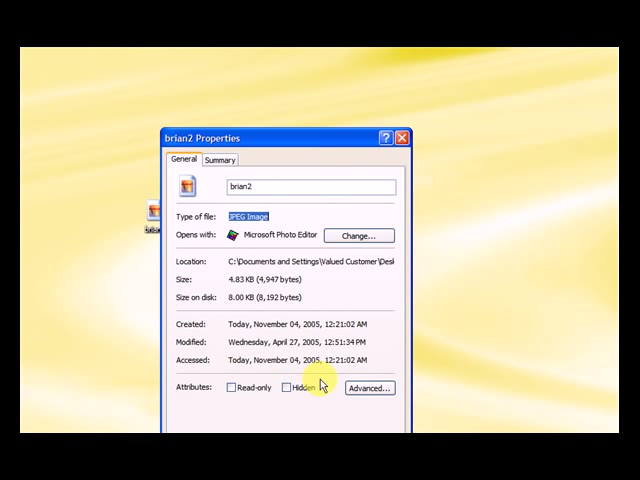 brian2 Properties
General
Summary
brian2
Type of file: JPEG Image
Opens with: Microsoft Photo Editor Change...
Location: C:\Documents and Settings\Valued Customer\Desk
Size: 4.83 KB (4,947 bytes)
Size on disk: 8.00 KB (8,192 bytes)
Created: Today, November 04, 2005, 12:21:02 AM
Modified: Wednesday, April 27, 2005, 12:51:34 PM
Accessed: Today, November 04, 2005, 12:21:02 AM
Attributes: Read-only Hidden Advanced...
brian